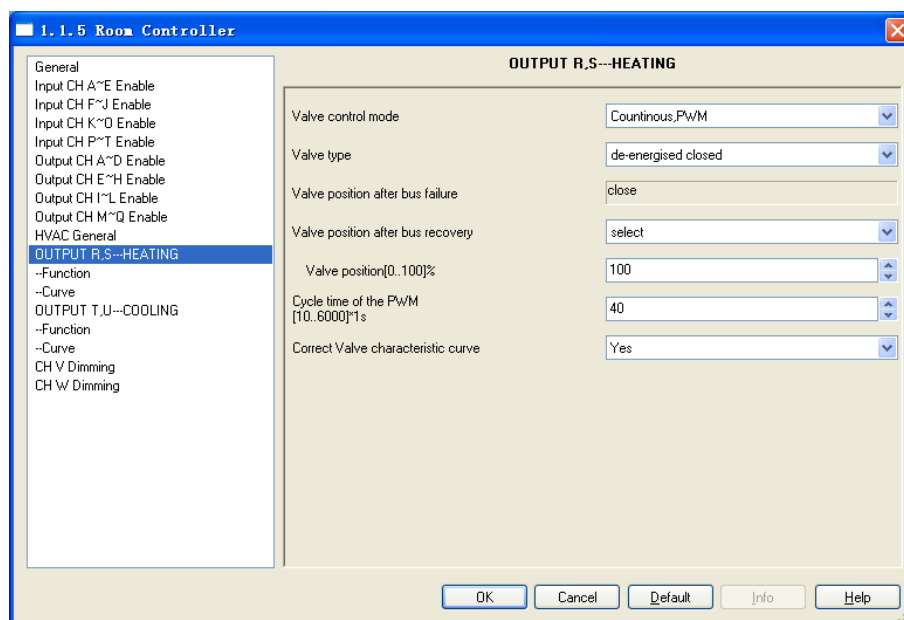 1.1.5 Room Controller
General
Input CH A~E Enable
Input CH F~J Enable
Input CH K~O Enable
Input CH P~T Enable
Output CH A~D Enable
Output CH E~H Enable
Output CH I~L Enable
Output CH M~Q Enable
HVAC General
OUTPUT R,S---HEATING
--Function
--Curve
OUTPUT T,U---COOLING
--Function
--Curve
CH V Dimming
CH W Dimming
OUTPUT R,S---HEATING
Valve control mode
Countinous,PWM
Valve type
de-energised closed
Valve position after bus failure
close
Valve position after bus recovery
select
Valve position[0..100]%
100
Cycle time of the PWM
[10..6000]*1s
40
Correct Valve characteristic curve
Yes
OK
Cancel
Default
Info
Help